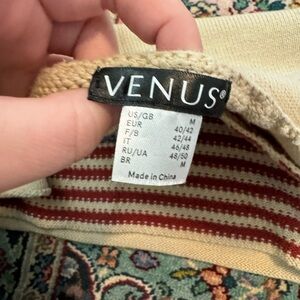 VENUS®
US/GB M
EUR 40/42
F/B 42/44
IT 46/48
RU/UA 48/50
BR M
Made in China